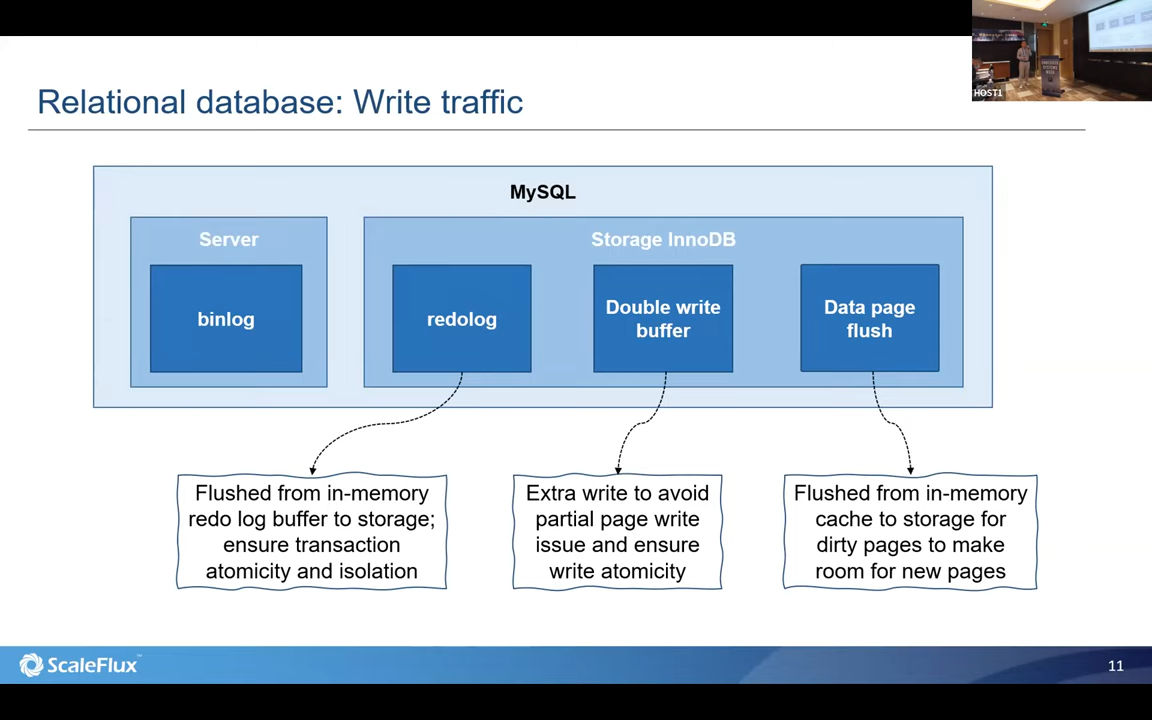 Relational database: Write traffic
HOST1
MySQL
Server
Storage InnoDB
binlog
redolog
Double write
buffer
Data page
flush
Flushed from in-memory
redo log buffer to storage;
ensure transaction
atomicity and isolation
Extra write to avoid
partial page write
issue and ensure
write atomicity
Flushed from in-memory
cache to storage for
dirty pages to make
room for new pages
ScaleFlux
11